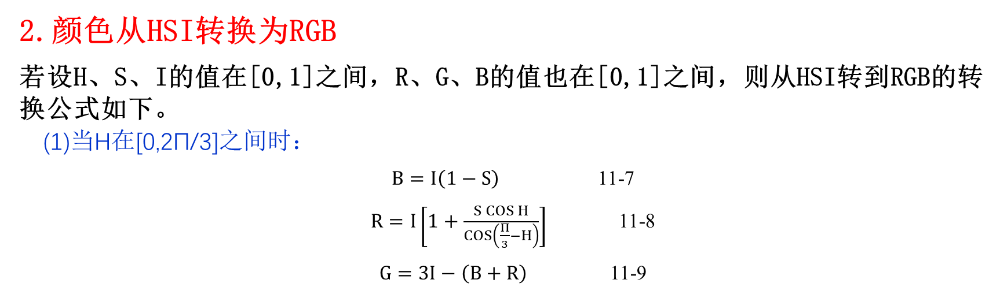 2.颜色从HSI转换为RGB
若设H、S、I的值在[0,1]之间，R、G、B的值也在[0,1]之间，则从HSI转到RGB的转
换公式如下。
(1)当H在[0,2Π/3]之间时：
B = I(1 − S) 11-7
R = I[1 + S COS H / COS(Π/3−H)] 11-8
G = 3I − (B + R) 11-9